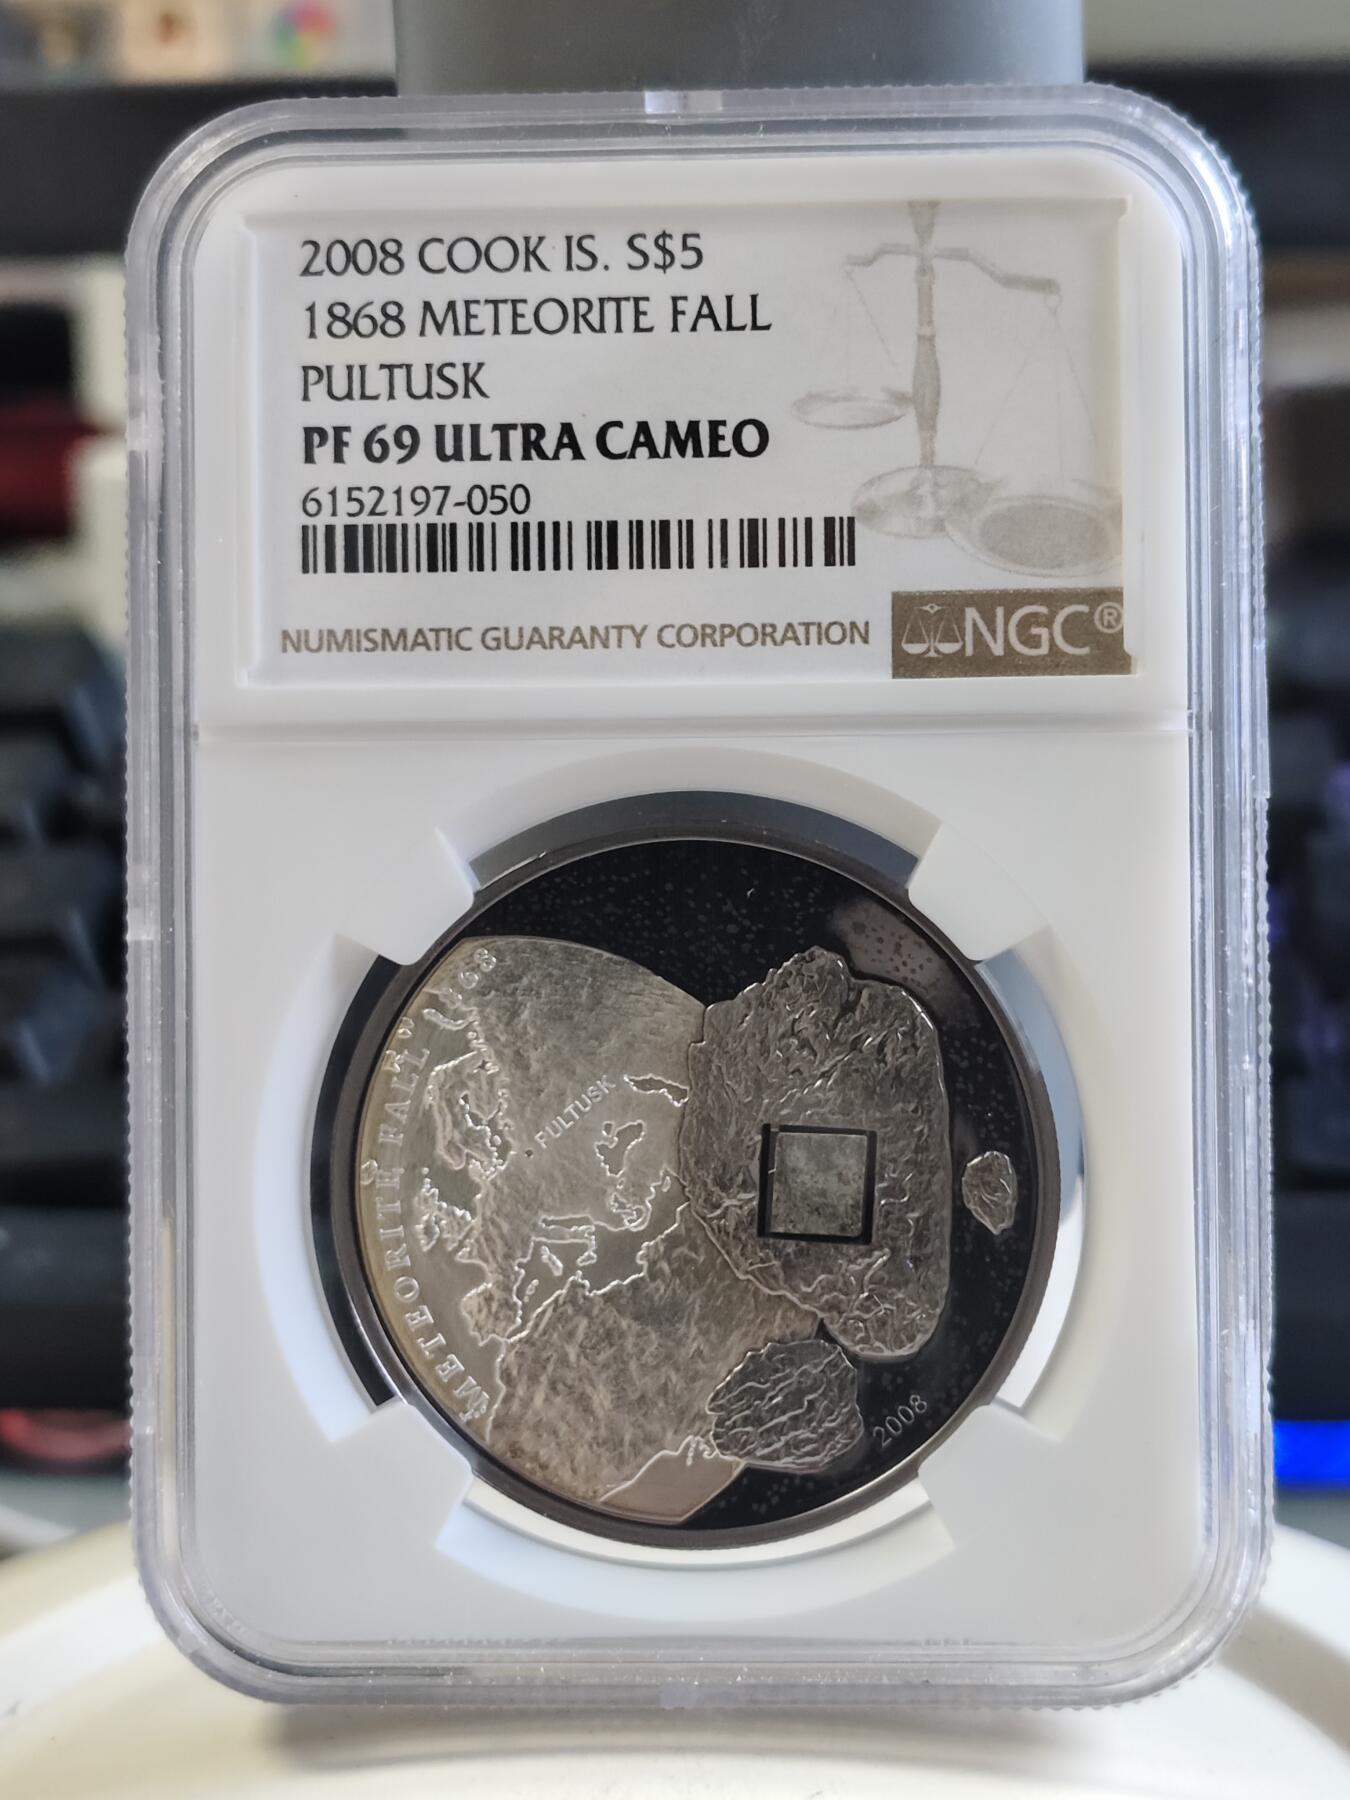 2008 COOK IS. S$5
1868 METEORITE FALL
PULTUSK
PF 69 ULTRA CAMEO
6152197-050
NUMISMATIC GUARANTY CORPORATION
NGC®
METEORITE FALL 1868
PULTUSK
2008